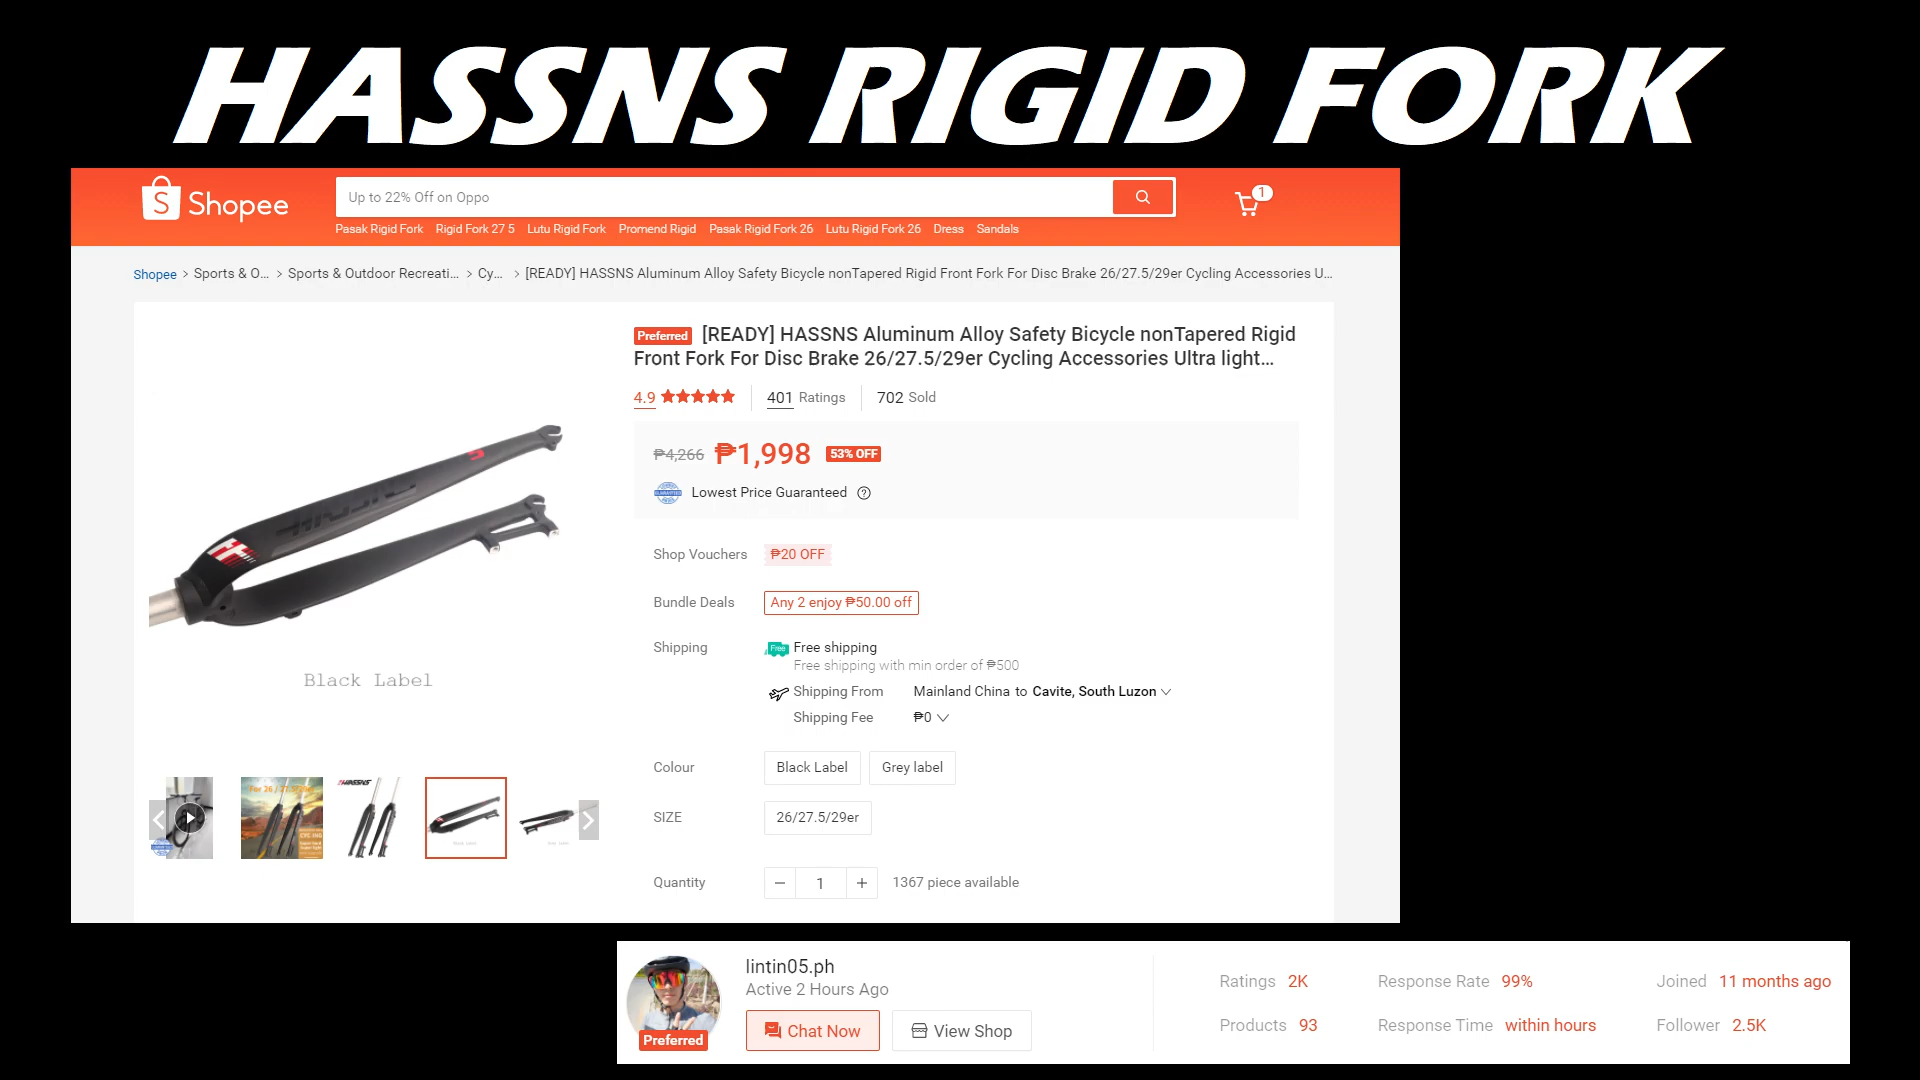 HASSNS RIGID FORK
Shopee
Up to 22% Off on Oppo
1
Pasak Rigid Fork Rigid Fork 27 5 Lutu Rigid Fork Promend Rigid Pasak Rigid Fork 26 Lutu Rigid Fork 26 Dress Sandals
Shopee > Sports & O... > Sports & Outdoor Recreati... > Cy... > [READY] HASSNS Aluminum Alloy Safety Bicycle nonTapered Rigid Front Fork For Disc Brake 26/27.5/29er Cycling Accessories U...
Preferred [READY] HASSNS Aluminum Alloy Safety Bicycle nonTapered Rigid
Front Fork For Disc Brake 26/27.5/29er Cycling Accessories Ultra light...
4.9 401 Ratings 702 Sold
₱4,266 ₱1,998 53% OFF
Lowest Price Guaranteed ?
Shop Vouchers ₱20 OFF
Bundle Deals Any 2 enjoy ₱50.00 off
Shipping Free Free shipping
Free shipping with min order of ₱500
Shipping From Mainland China to Cavite, South Luzon
Shipping Fee ₱0
Colour Black Label Grey label
SIZE 26/27.5/29er
Quantity − 1 + 1367 piece available
HASSNS
Black Label
For 26 / 27.5/29er
HASSNS
lintin05.ph
Active 2 Hours Ago
Preferred
Chat Now View Shop
Ratings 2K Response Rate 99% Joined 11 months ago
Products 93 Response Time within hours Follower 2.5K